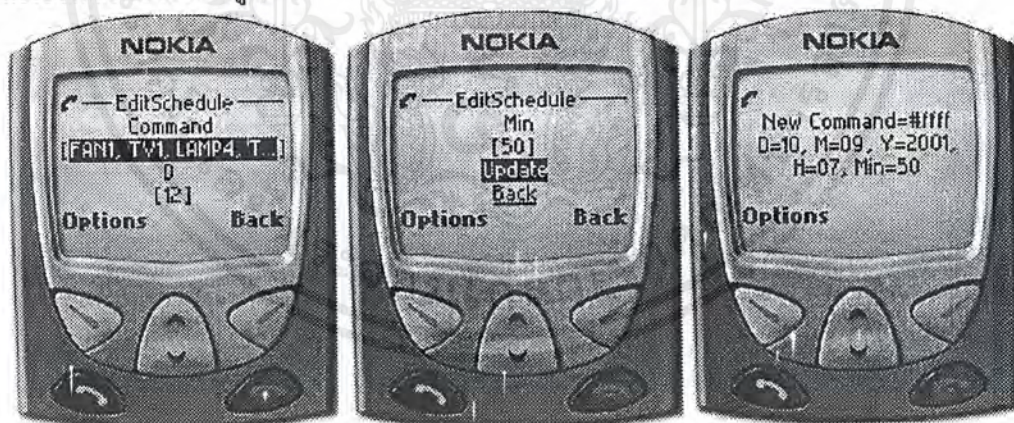 NOKIA
EditSchedule
Command
[FAN1, TV1, LAMP4, T...]
D
[12]
Options Back
NOKIA
EditSchedule
Min
[50]
Update
Back
Options Back
NOKIA
New Command=#ffff
D=10, M=09, Y=2001,
H=07, Min=50
Options